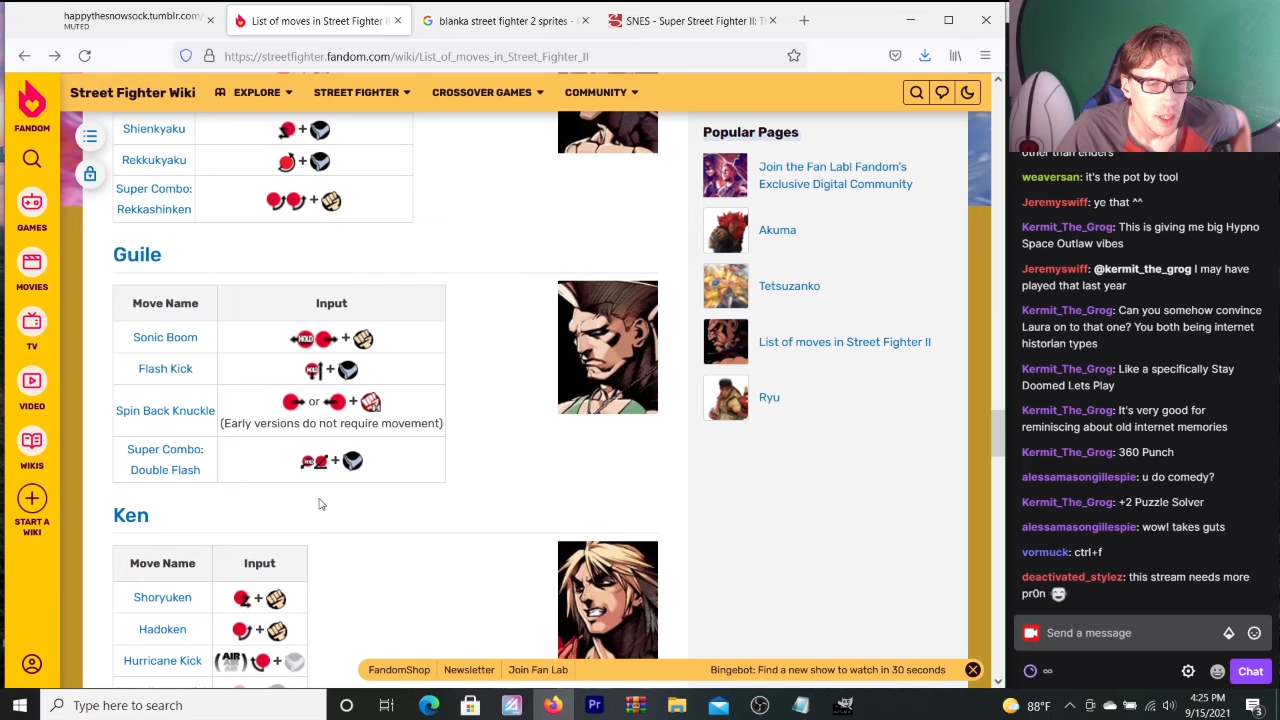 happythesnowsock.tumblr.com/
MUTED
List of moves in Street Fighter II
blanka street fighter 2 sprites -
SNES - Super Street Fighter II: T
https://streetfighter.fandom.com/wiki/List_of_moves_in_Street_Fighter_II
FANDOM
GAMES
MOVIES
TV
VIDEO
WIKIS
START A
WIKI
Street Fighter Wiki
EXPLORE
STREET FIGHTER
CROSSOVER GAMES
COMMUNITY
Shienkyaku
+
Rekkukyaku
+
Super Combo:
Rekkashinken
+
Guile
Move Name
Input
Sonic Boom
HOLD
+
Flash Kick
+
Spin Back Knuckle
or
+
(Early versions do not require movement)
Super Combo:
Double Flash
+
Ken
Move Name
Input
Shoryuken
+
Hadoken
+
Hurricane Kick
(AIR)
+
Popular Pages
Join the Fan Lab! Fandom's
Exclusive Digital Community
Akuma
Tetsuzanko
List of moves in Street Fighter II
Ryu
FandomShop
Newsletter
Join Fan Lab
Bingebot: Find a new show to watch in 30 seconds
other than enders
weaversan: it's the pot by tool
Jeremyswiff: ye that ^^
Kermit_The_Grog: This is giving me big Hypno
Space Outlaw vibes
Jeremyswiff: @kermit_the_grog I may have
played that last year
Kermit_The_Grog: Can you somehow convince
Laura on to that one? You both being internet
historian types
Kermit_The_Grog: Like a specifically Stay
Doomed Lets Play
Kermit_The_Grog: It's very good for
reminiscing about old internet memories
Kermit_The_Grog: 360 Punch
alessamasongillespie: u do comedy?
Kermit_The_Grog: +2 Puzzle Solver
alessamasongillespie: wow! takes guts
vormuck: ctrl+f
deactivated_stylez: this stream needs more
pr0n
Send a message
∞
Chat
Type here to search
Pr
88°F
4:25 PM
9/15/2021
3